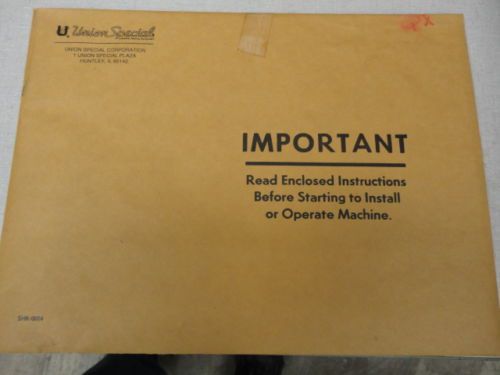 U. Union Special
UNION SPECIAL CORPORATION
1 UNION SPECIAL PLAZA
HUNTLEY, IL 60142
IMPORTANT
Read Enclosed Instructions
Before Starting to Install
or Operate Machine.